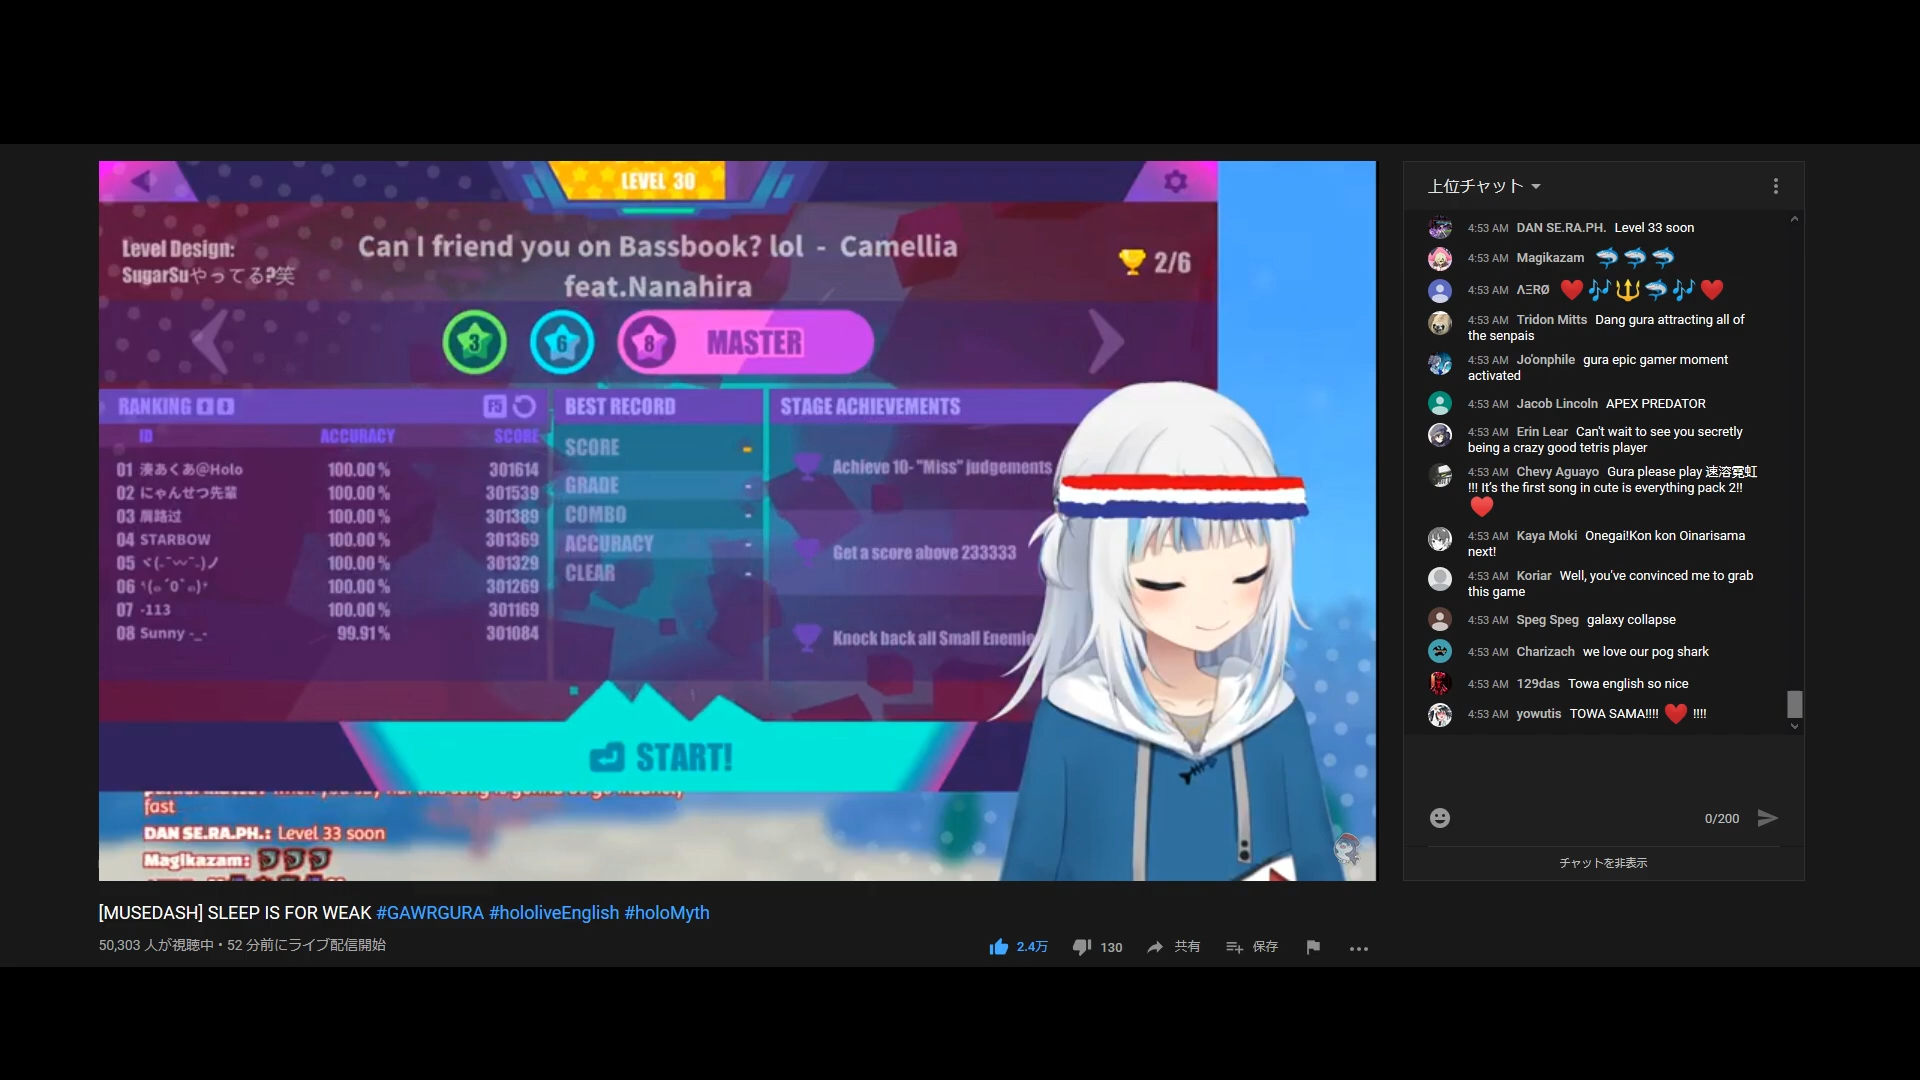 LEVEL 30
Level Design:
SugarSuやってる?笑
Can I friend you on Bassbook? lol - Camellia
feat.Nanahira
2/6
3
6
8
MASTER
RANKING
F5
ID
ACCURACY
SCORE
01 湊あくあ@Holo 100.00 % 301614
02 にゃんせつ先輩 100.00 % 301539
03 屑路过 100.00 % 301389
04 STARBOW 100.00 % 301369
05 100.00 % 301329
06 100.00 % 301269
07 -113 100.00 % 301169
08 Sunny -_- 99.91 % 301084
BEST RECORD
SCORE -
GRADE -
COMBO -
ACCURACY -
CLEAR -
STAGE ACHIEVEMENTS
Achieve 10- "Miss" judgements
Get a score above 233333
Knock back all Small Enemie
START!
fast
DAN SE.RA.PH.: Level 33 soon
Magikazam:
[MUSEDASH] SLEEP IS FOR WEAK #GAWRGURA #hololiveEnglish #holoMyth
50,303 人が視聴中・52 分前にライブ配信開始
2.4万
130
共有
保存
上位チャット
4:53 AM DAN SE.RA.PH. Level 33 soon
4:53 AM Magikazam 🦈🦈🦈
4:53 AM ΛΞRØ ❤️🎶🔱🦈🎶❤️
4:53 AM Tridon Mitts Dang gura attracting all of
the senpais
4:53 AM Jo'onphile gura epic gamer moment
activated
4:53 AM Jacob Lincoln APEX PREDATOR
4:53 AM Erin Lear Can't wait to see you secretly
being a crazy good tetris player
4:53 AM Chevy Aguayo Gura please play 速溶霓虹
!!! It's the first song in cute is everything pack 2!!
❤️
4:53 AM Kaya Moki Onegai!Kon kon Oinarisama
next!
4:53 AM Koriar Well, you've convinced me to grab
this game
4:53 AM Speg Speg galaxy collapse
4:53 AM Charizach we love our pog shark
4:53 AM 129das Towa english so nice
4:53 AM yowutis TOWA SAMA!!!! ❤️ !!!!
0/200
チャットを非表示